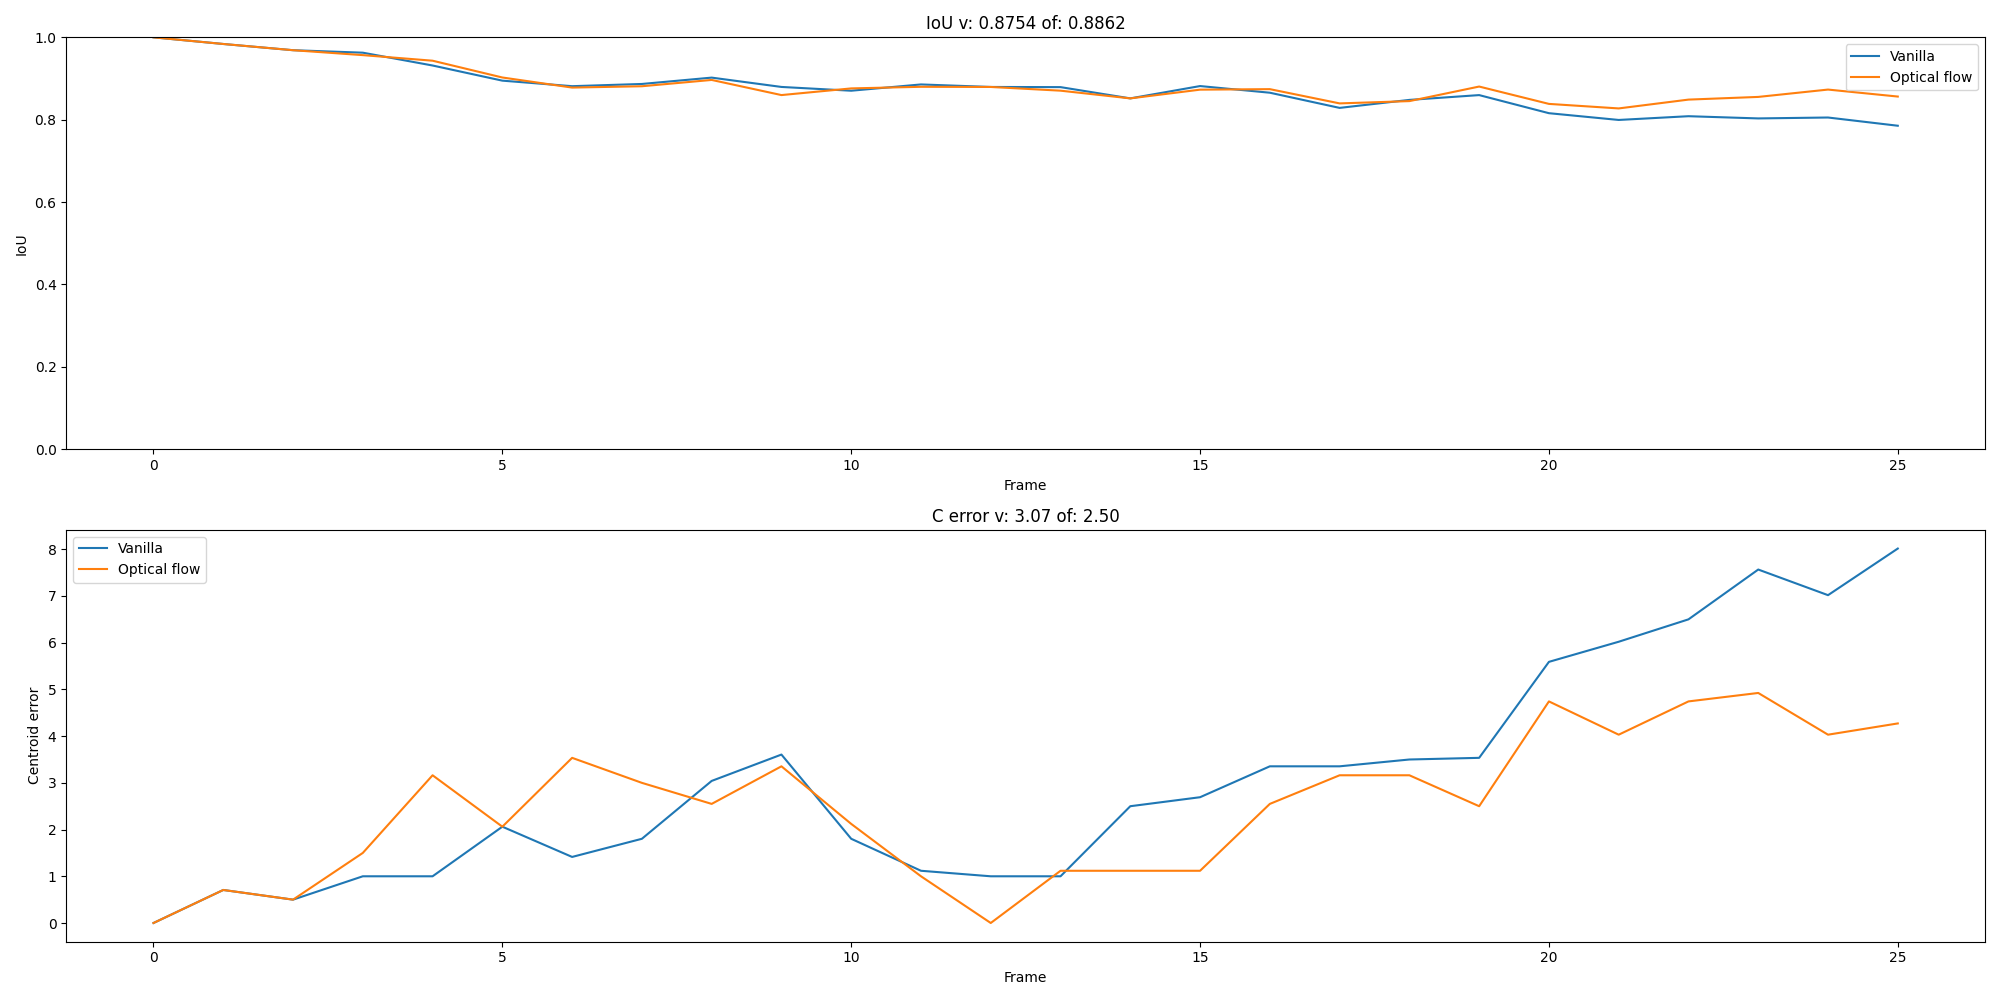 IoU v: 0.8754 of: 0.8862
1.0
0.8
0.6
0.4
0.2
0.0
IoU
Vanilla
Optical flow
0 5 10 15 20 25
Frame
C error v: 3.07 of: 2.50
8
7
6
5
4
3
2
1
0
Centroid error
Vanilla
Optical flow
0 5 10 15 20 25
Frame